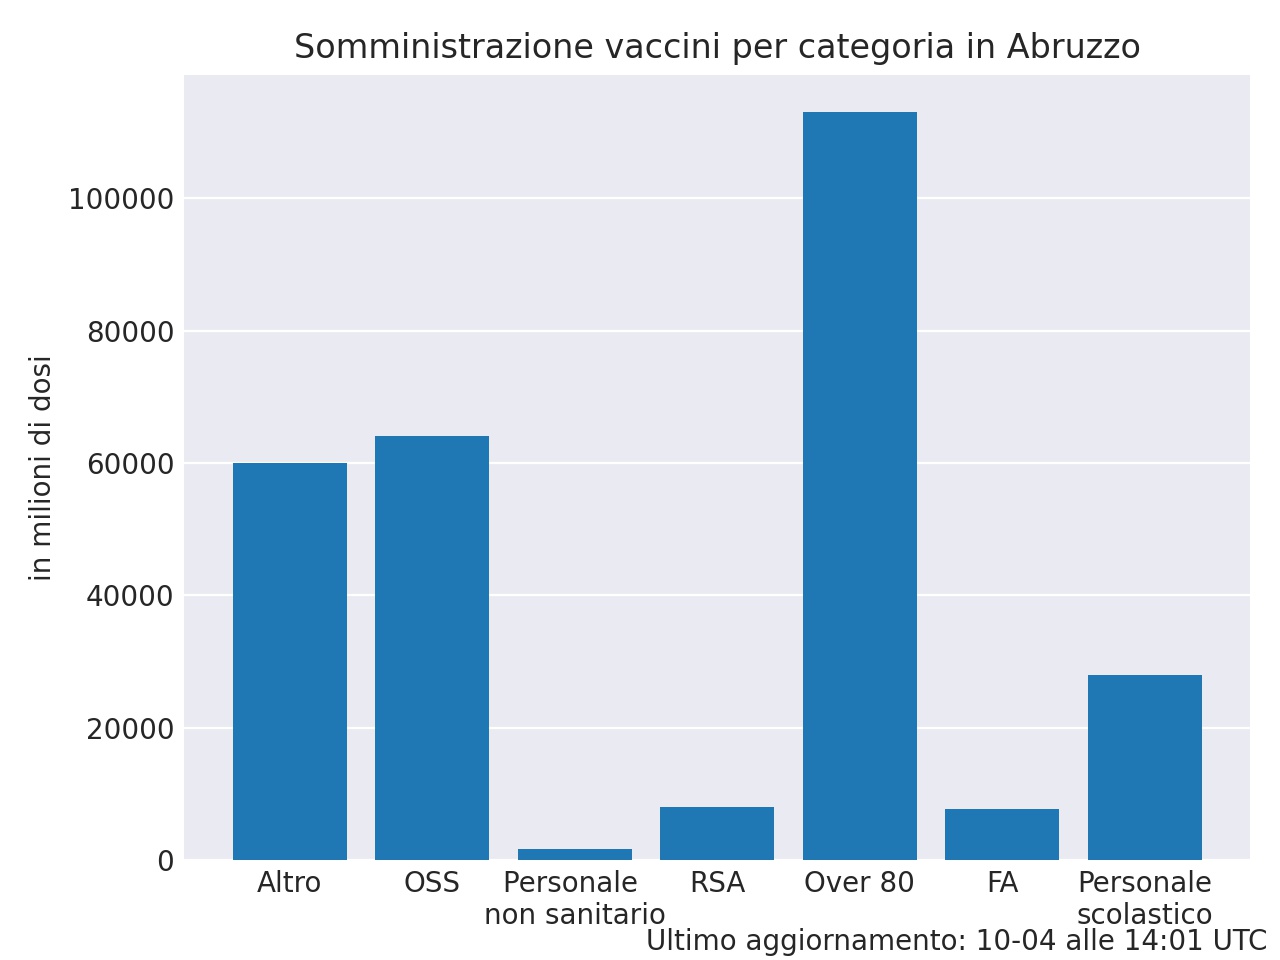 Somministrazione vaccini per categoria in Abruzzo
in milioni di dosi
100000
80000
60000
40000
20000
0
Altro OSS Personale RSA Over 80 FA Personale
non sanitario scolastico
Ultimo aggiornamento: 10-04 alle 14:01 UTC